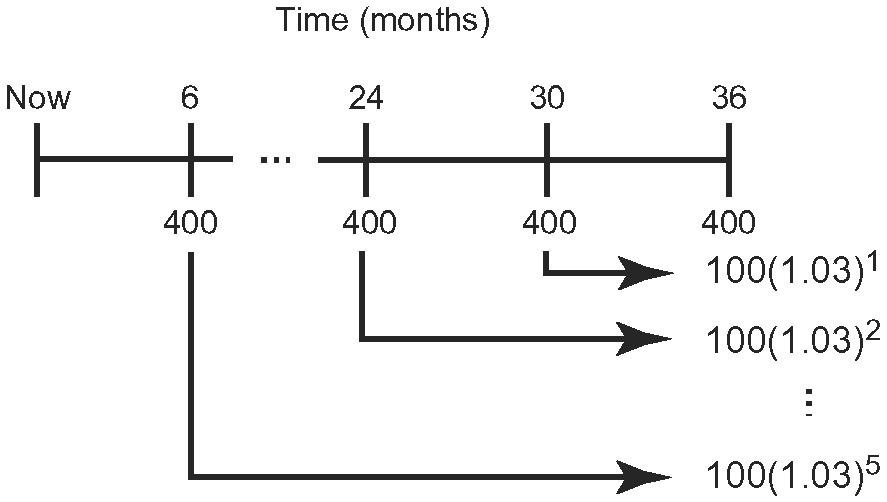 Time (months)
Now 6 24 30 36
...
400 400 400 400
100(1.03)¹
100(1.03)²
⋮
100(1.03)⁵